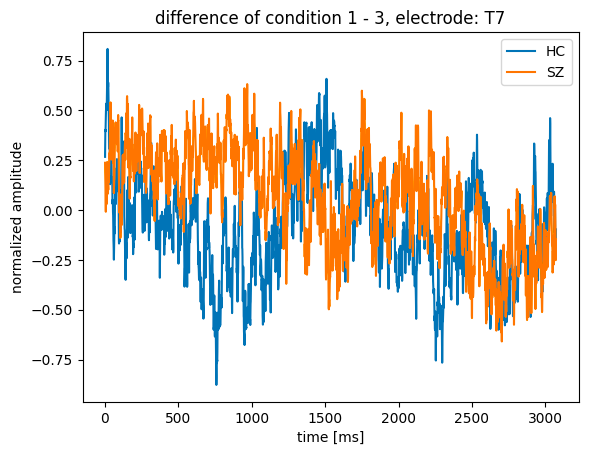 difference of condition 1 - 3, electrode: T7
HC
SZ
normalized amplitude
0.75
0.50
0.25
0.00
−0.25
−0.50
−0.75
0 500 1000 1500 2000 2500 3000
time [ms]